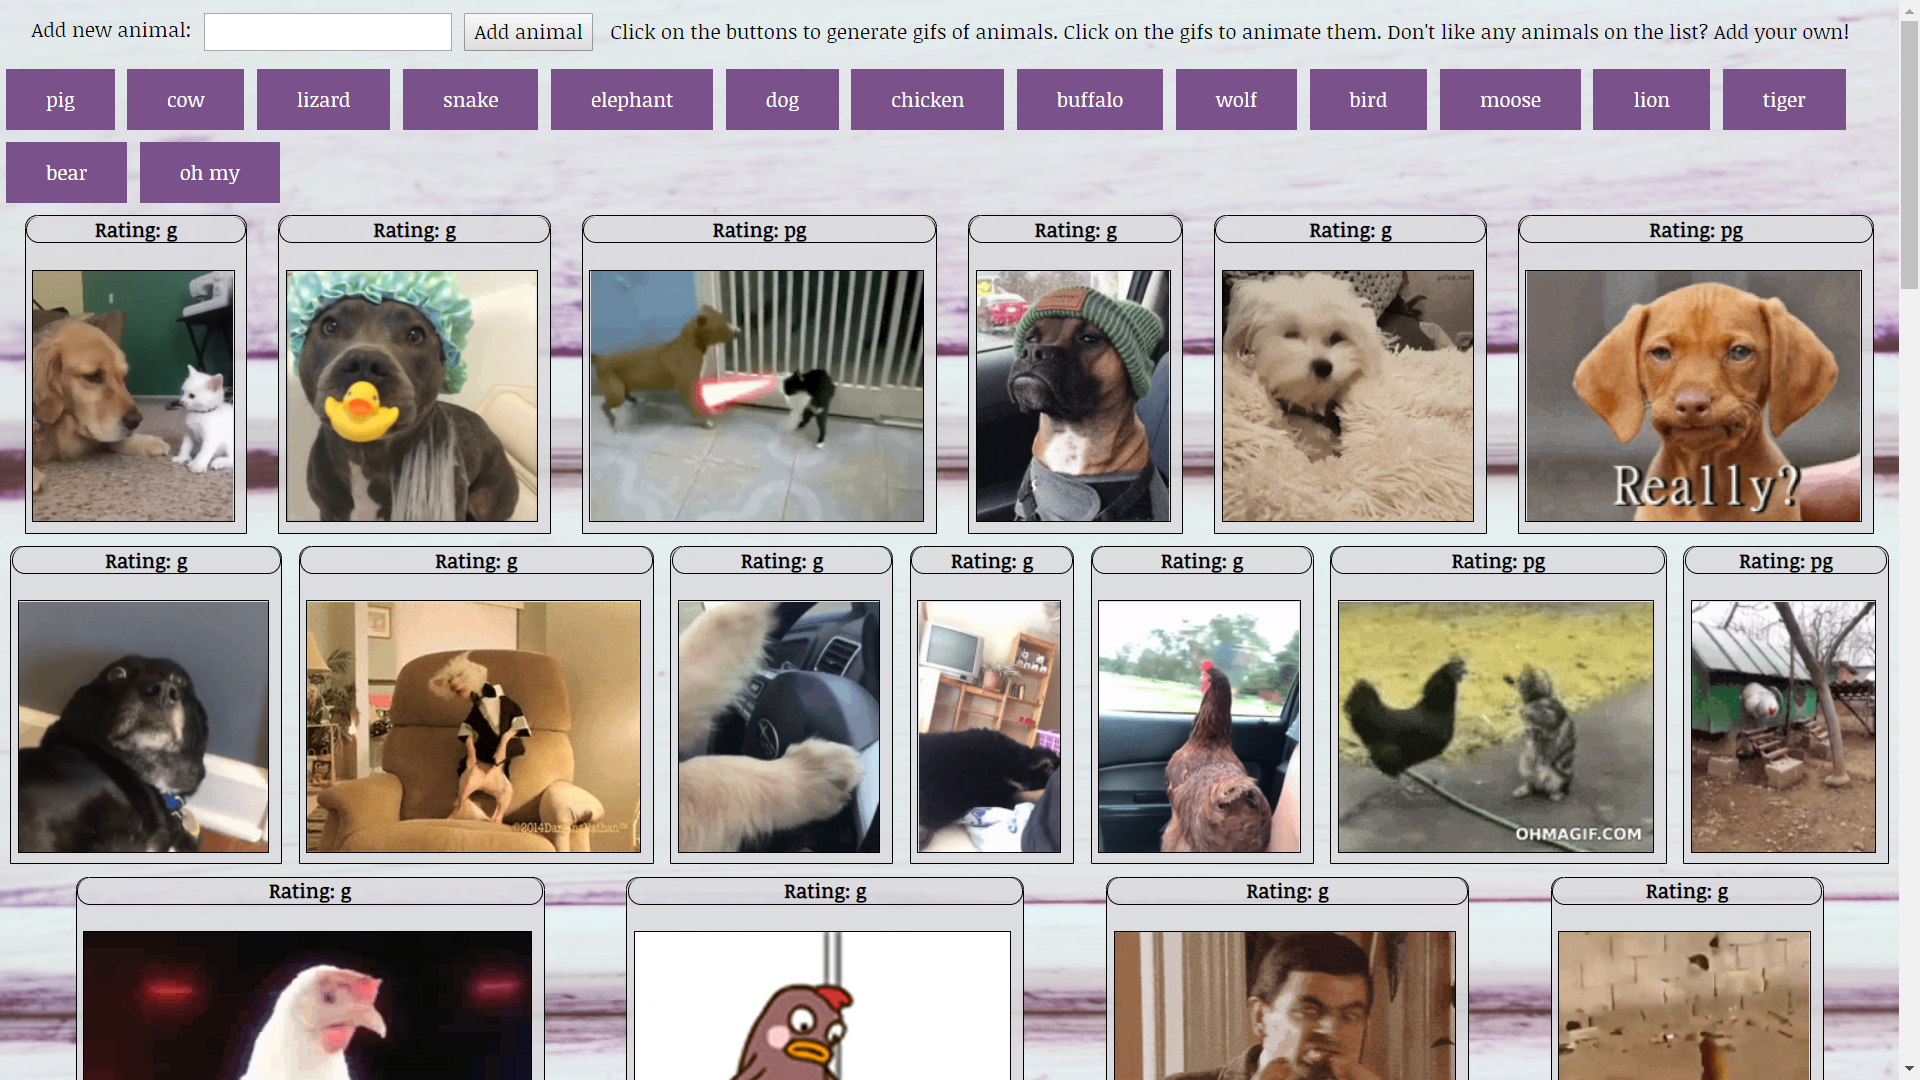 Add new animal: Add animal Click on the buttons to generate gifs of animals. Click on the gifs to animate them. Don't like any animals on the list? Add your own!
pig cow lizard snake elephant dog chicken buffalo wolf bird moose lion tiger
bear oh my
Rating: g Rating: g Rating: pg Rating: g Rating: g Rating: pg
Really?
Rating: g Rating: g Rating: g Rating: g Rating: g Rating: pg Rating: pg
OHMAGIF.COM
Rating: g Rating: g Rating: g Rating: g